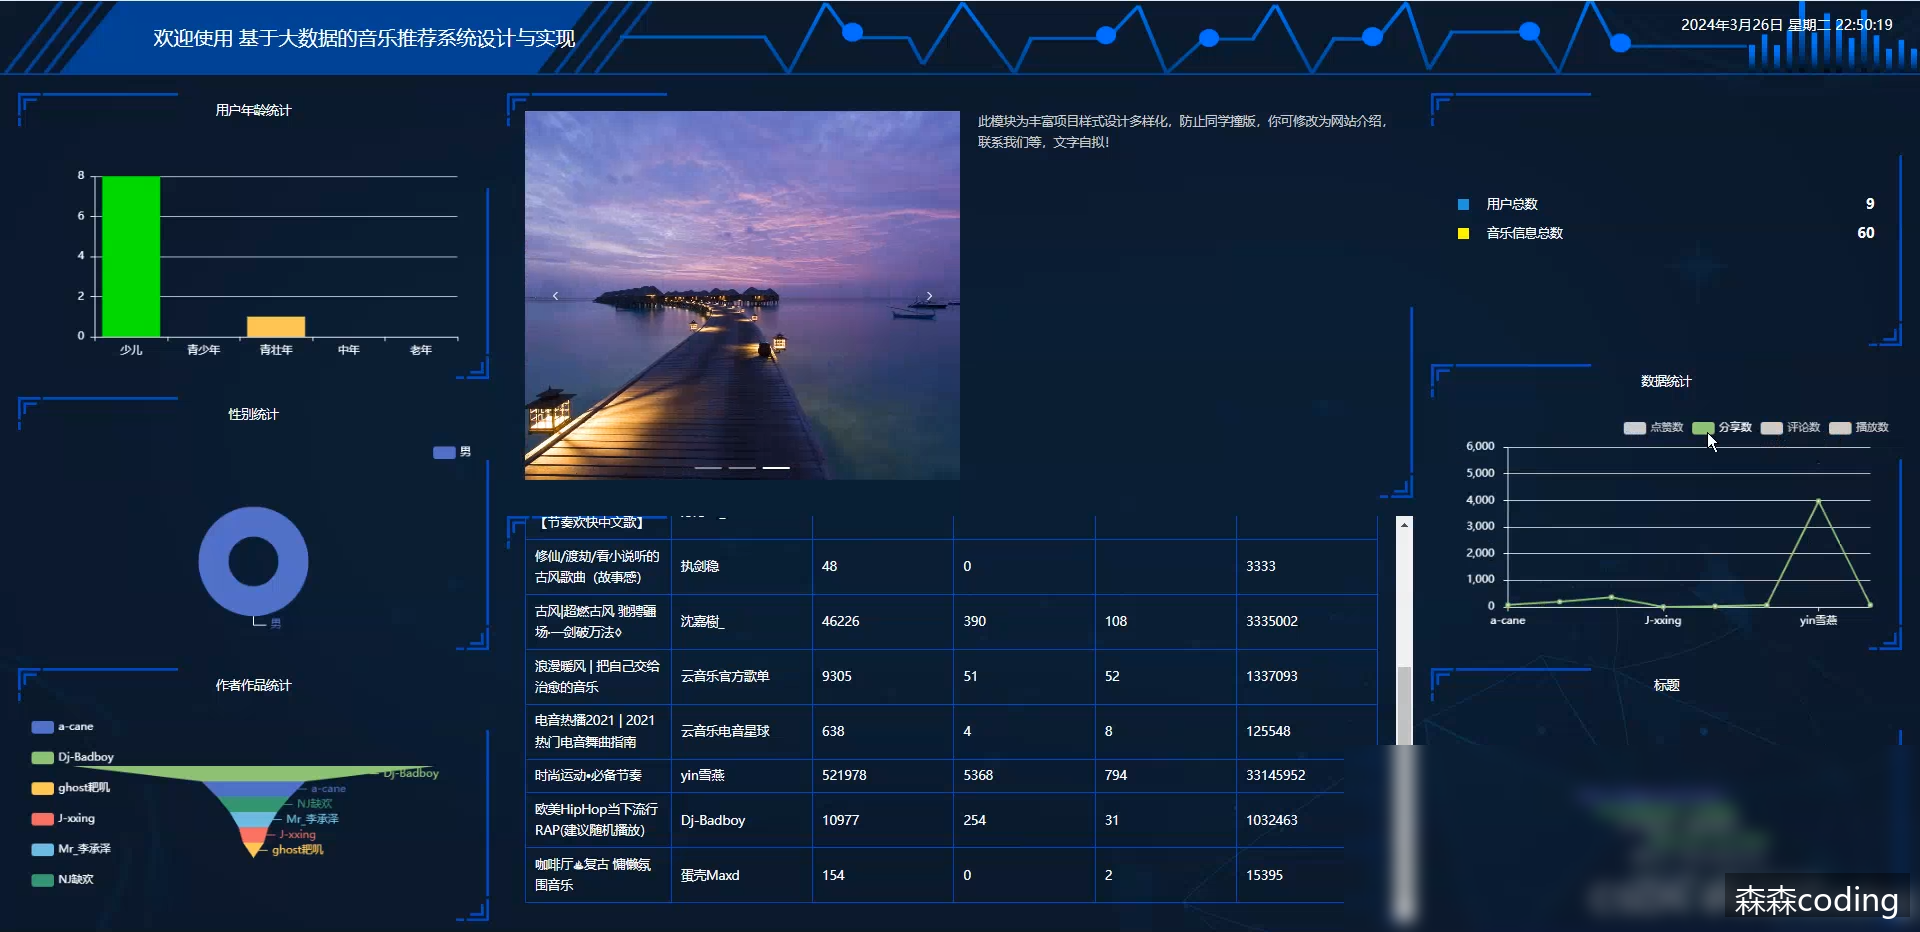 欢迎使用 基于大数据的音乐推荐系统设计与实现
2024年3月26日 星期二 22:50:19
用户年龄统计
8
6
4
2
0
少儿 青少年 青壮年 中年 老年
性别统计
男
男
作者作品统计
a-cane
Dj-Badboy
ghost耙叽
J-xxing
Mr_李承泽
NJ缺欢
Dj-Badboy
a-cane
NJ缺欢
Mr_李承泽
J-xxing
ghost耙叽
此模块为丰富项目样式设计多样化，防止同学撞版，你可修改为网站介绍，
联系我们等，文字自拟！
【节奏欢快中文歌】
修仙/渡劫/看小说听的
古风歌曲（故事感） 执剑稳 48 0 3333
古风|超燃古风 驰骋疆
场·一剑破万法◊ 沈嘉樹_ 46226 390 108 3335002
浪漫暖风 | 把自己交给
治愈的音乐 云音乐官方歌单 9305 51 52 1337093
电音热播2021 | 2021
热门电音舞曲指南 云音乐电音星球 638 4 8 125548
时尚运动•必备节奏 yin雪燕 521978 5368 794 33145952
欧美HipHop当下流行
RAP(建议随机播放) Dj-Badboy 10977 254 31 1032463
咖啡厅♨复古 慵懒氛
围音乐 蛋壳Maxd 154 0 2 15395
用户总数 9
音乐信息总数 60
数据统计
点赞数 分享数 评论数 播放数
6,000
5,000
4,000
3,000
2,000
1,000
0
a-cane J-xxing yin雪燕
标题
森森coding